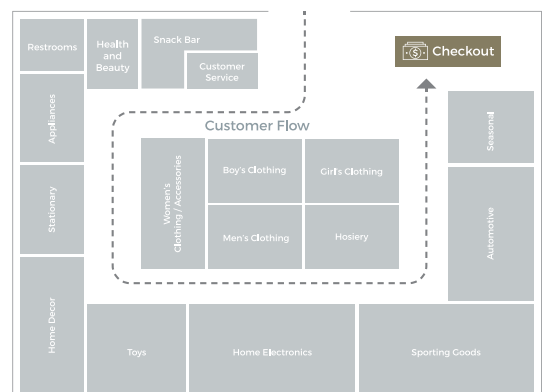 Restrooms
Health
and
Beauty
Snack Bar
Customer
Service
Checkout
Appliances
Customer Flow
Seasonal
Women's
Clothing / Accessories
Boy's Clothing
Girl's Clothing
Stationary
Men's Clothing
Hosiery
Automotive
Home Decor
Toys
Home Electronics
Sporting Goods